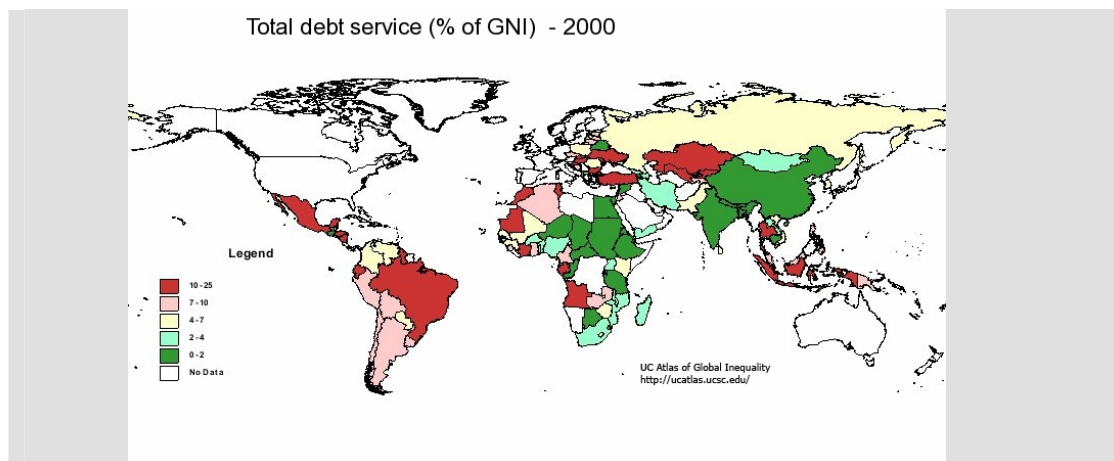 Total debt service (% of GNI) - 2000
Legend
10 - 25
7 - 10
4 - 7
2 - 4
0 - 2
No Data
UC Atlas of Global Inequality
http://ucatlas.ucsc.edu/